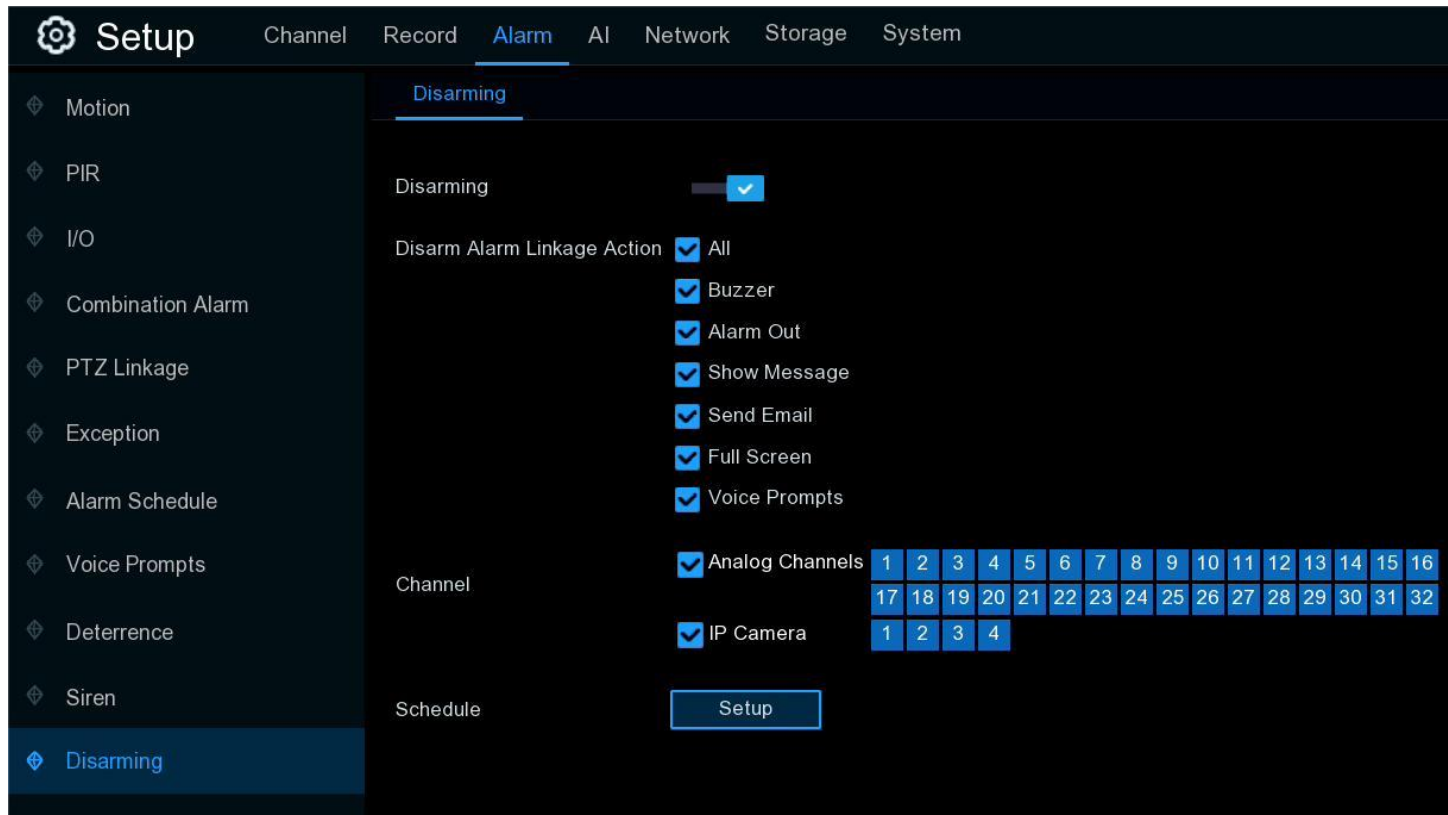 Setup Channel Record Alarm AI Network Storage System
Disarming
Motion
PIR
I/O
Combination Alarm
PTZ Linkage
Exception
Alarm Schedule
Voice Prompts
Deterrence
Siren
Disarming
Disarming
Disarm Alarm Linkage Action All
Buzzer
Alarm Out
Show Message
Send Email
Full Screen
Voice Prompts
Channel
Analog Channels 1 2 3 4 5 6 7 8 9 10 11 12 13 14 15 16
17 18 19 20 21 22 23 24 25 26 27 28 29 30 31 32
IP Camera 1 2 3 4
Schedule Setup